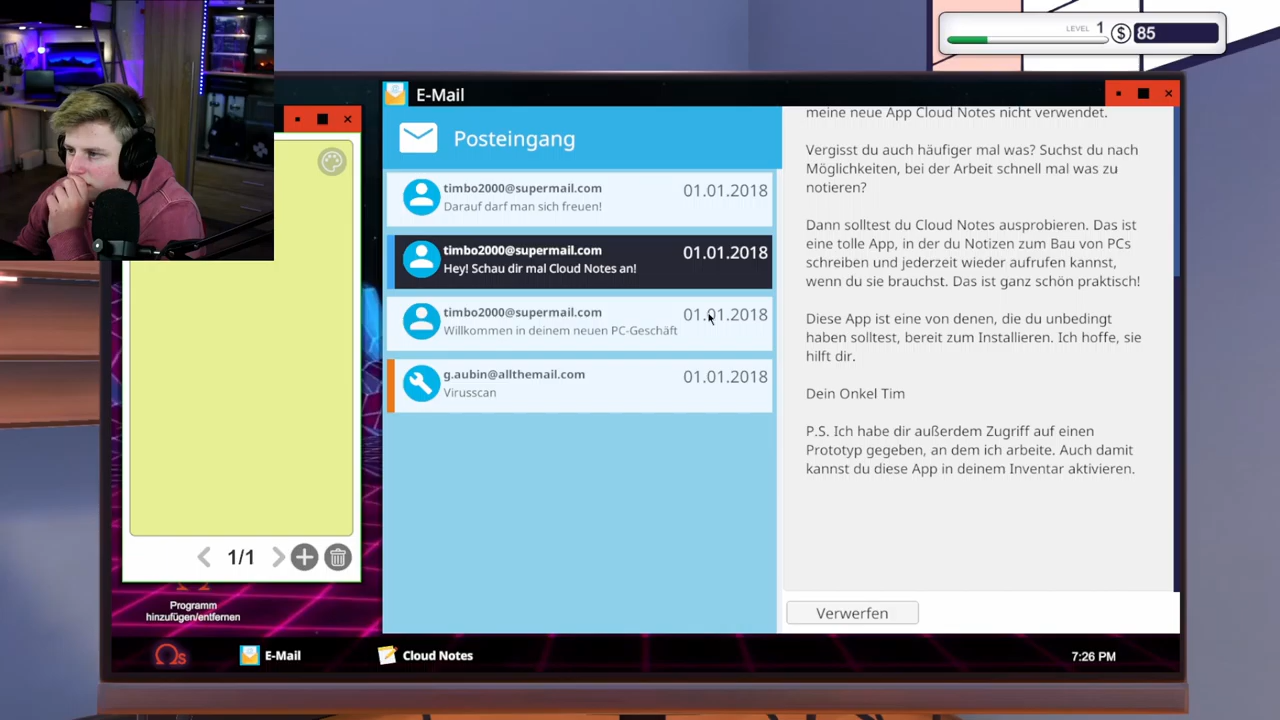 LEVEL 1 $ 85
E-Mail
Posteingang
timbo2000@supermail.com 01.01.2018
Darauf darf man sich freuen!
timbo2000@supermail.com 01.01.2018
Hey! Schau dir mal Cloud Notes an!
timbo2000@supermail.com 01.01.2018
Willkommen in deinem neuen PC-Geschäft
g.aubin@allthemail.com 01.01.2018
Virusscan
meine neue App Cloud Notes nicht verwendet.
Vergisst du auch häufiger mal was? Suchst du nach
Möglichkeiten, bei der Arbeit schnell mal was zu
notieren?
Dann solltest du Cloud Notes ausprobieren. Das ist
eine tolle App, in der du Notizen zum Bau von PCs
schreiben und jederzeit wieder aufrufen kannst,
wenn du sie brauchst. Das ist ganz schön praktisch!
Diese App ist eine von denen, die du unbedingt
haben solltest, bereit zum Installieren. Ich hoffe, sie
hilft dir.
Dein Onkel Tim
P.S. Ich habe dir außerdem Zugriff auf einen
Prototyp gegeben, an dem ich arbeite. Auch damit
kannst du diese App in deinem Inventar aktivieren.
Verwerfen
1/1
Programm
hinzufügen/entfernen
Ωs E-Mail Cloud Notes 7:26 PM